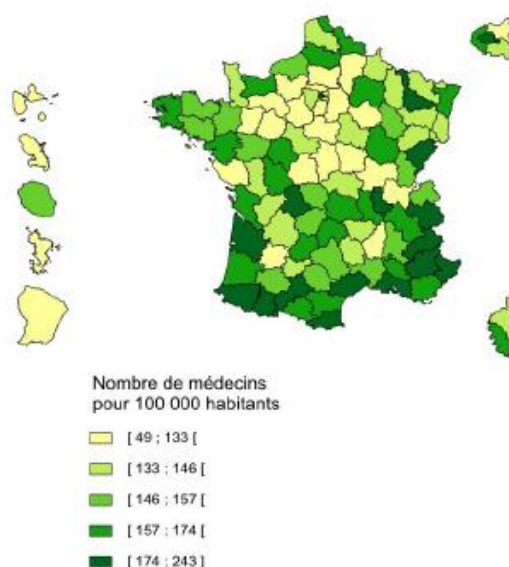 Nombre de médecins
pour 100 000 habitants
[ 49 ; 133 [
[ 133 ; 146 [
[ 146 ; 157 [
[ 157 ; 174 [
[ 174 ; 243 ]